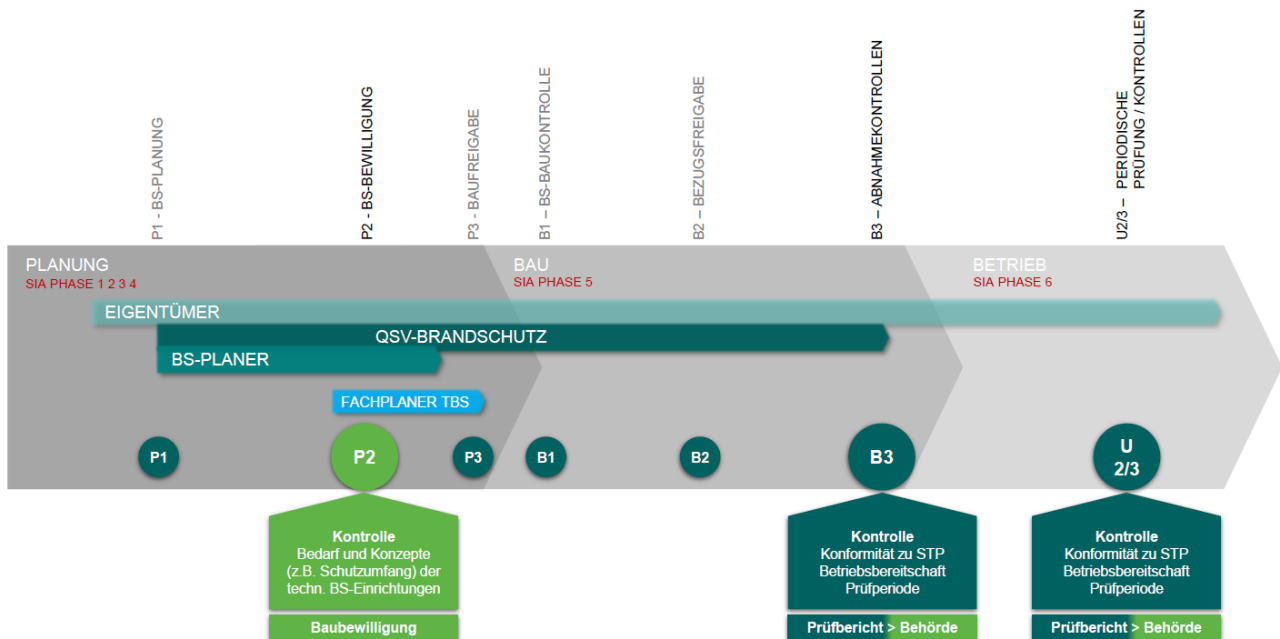 P1 - BS-PLANUNG
P2 - BS-BEWILLIGUNG
P3 - BAUFREIGABE
B1 – BS-BAUKONTROLLE
B2 – BEZUGSFREIGABE
B3 – ABNAHMEKONTROLLEN
U2/3 – PERIODISCHE
PRÜFUNG / KONTROLLEN
PLANUNG
SIA PHASE 1 2 3 4
BAU
SIA PHASE 5
BETRIEB
SIA PHASE 6
EIGENTÜMER
QSV-BRANDSCHUTZ
BS-PLANER
FACHPLANER TBS
P1
P2
P3
B1
B2
B3
U
2/3
Kontrolle
Bedarf und Konzepte
(z.B. Schutzumfang) der
techn. BS-Einrichtungen
Baubewilligung
Kontrolle
Konformität zu STP
Betriebsbereitschaft
Prüfperiode
Prüfbericht > Behörde
Kontrolle
Konformität zu STP
Betriebsbereitschaft
Prüfperiode
Prüfbericht > Behörde